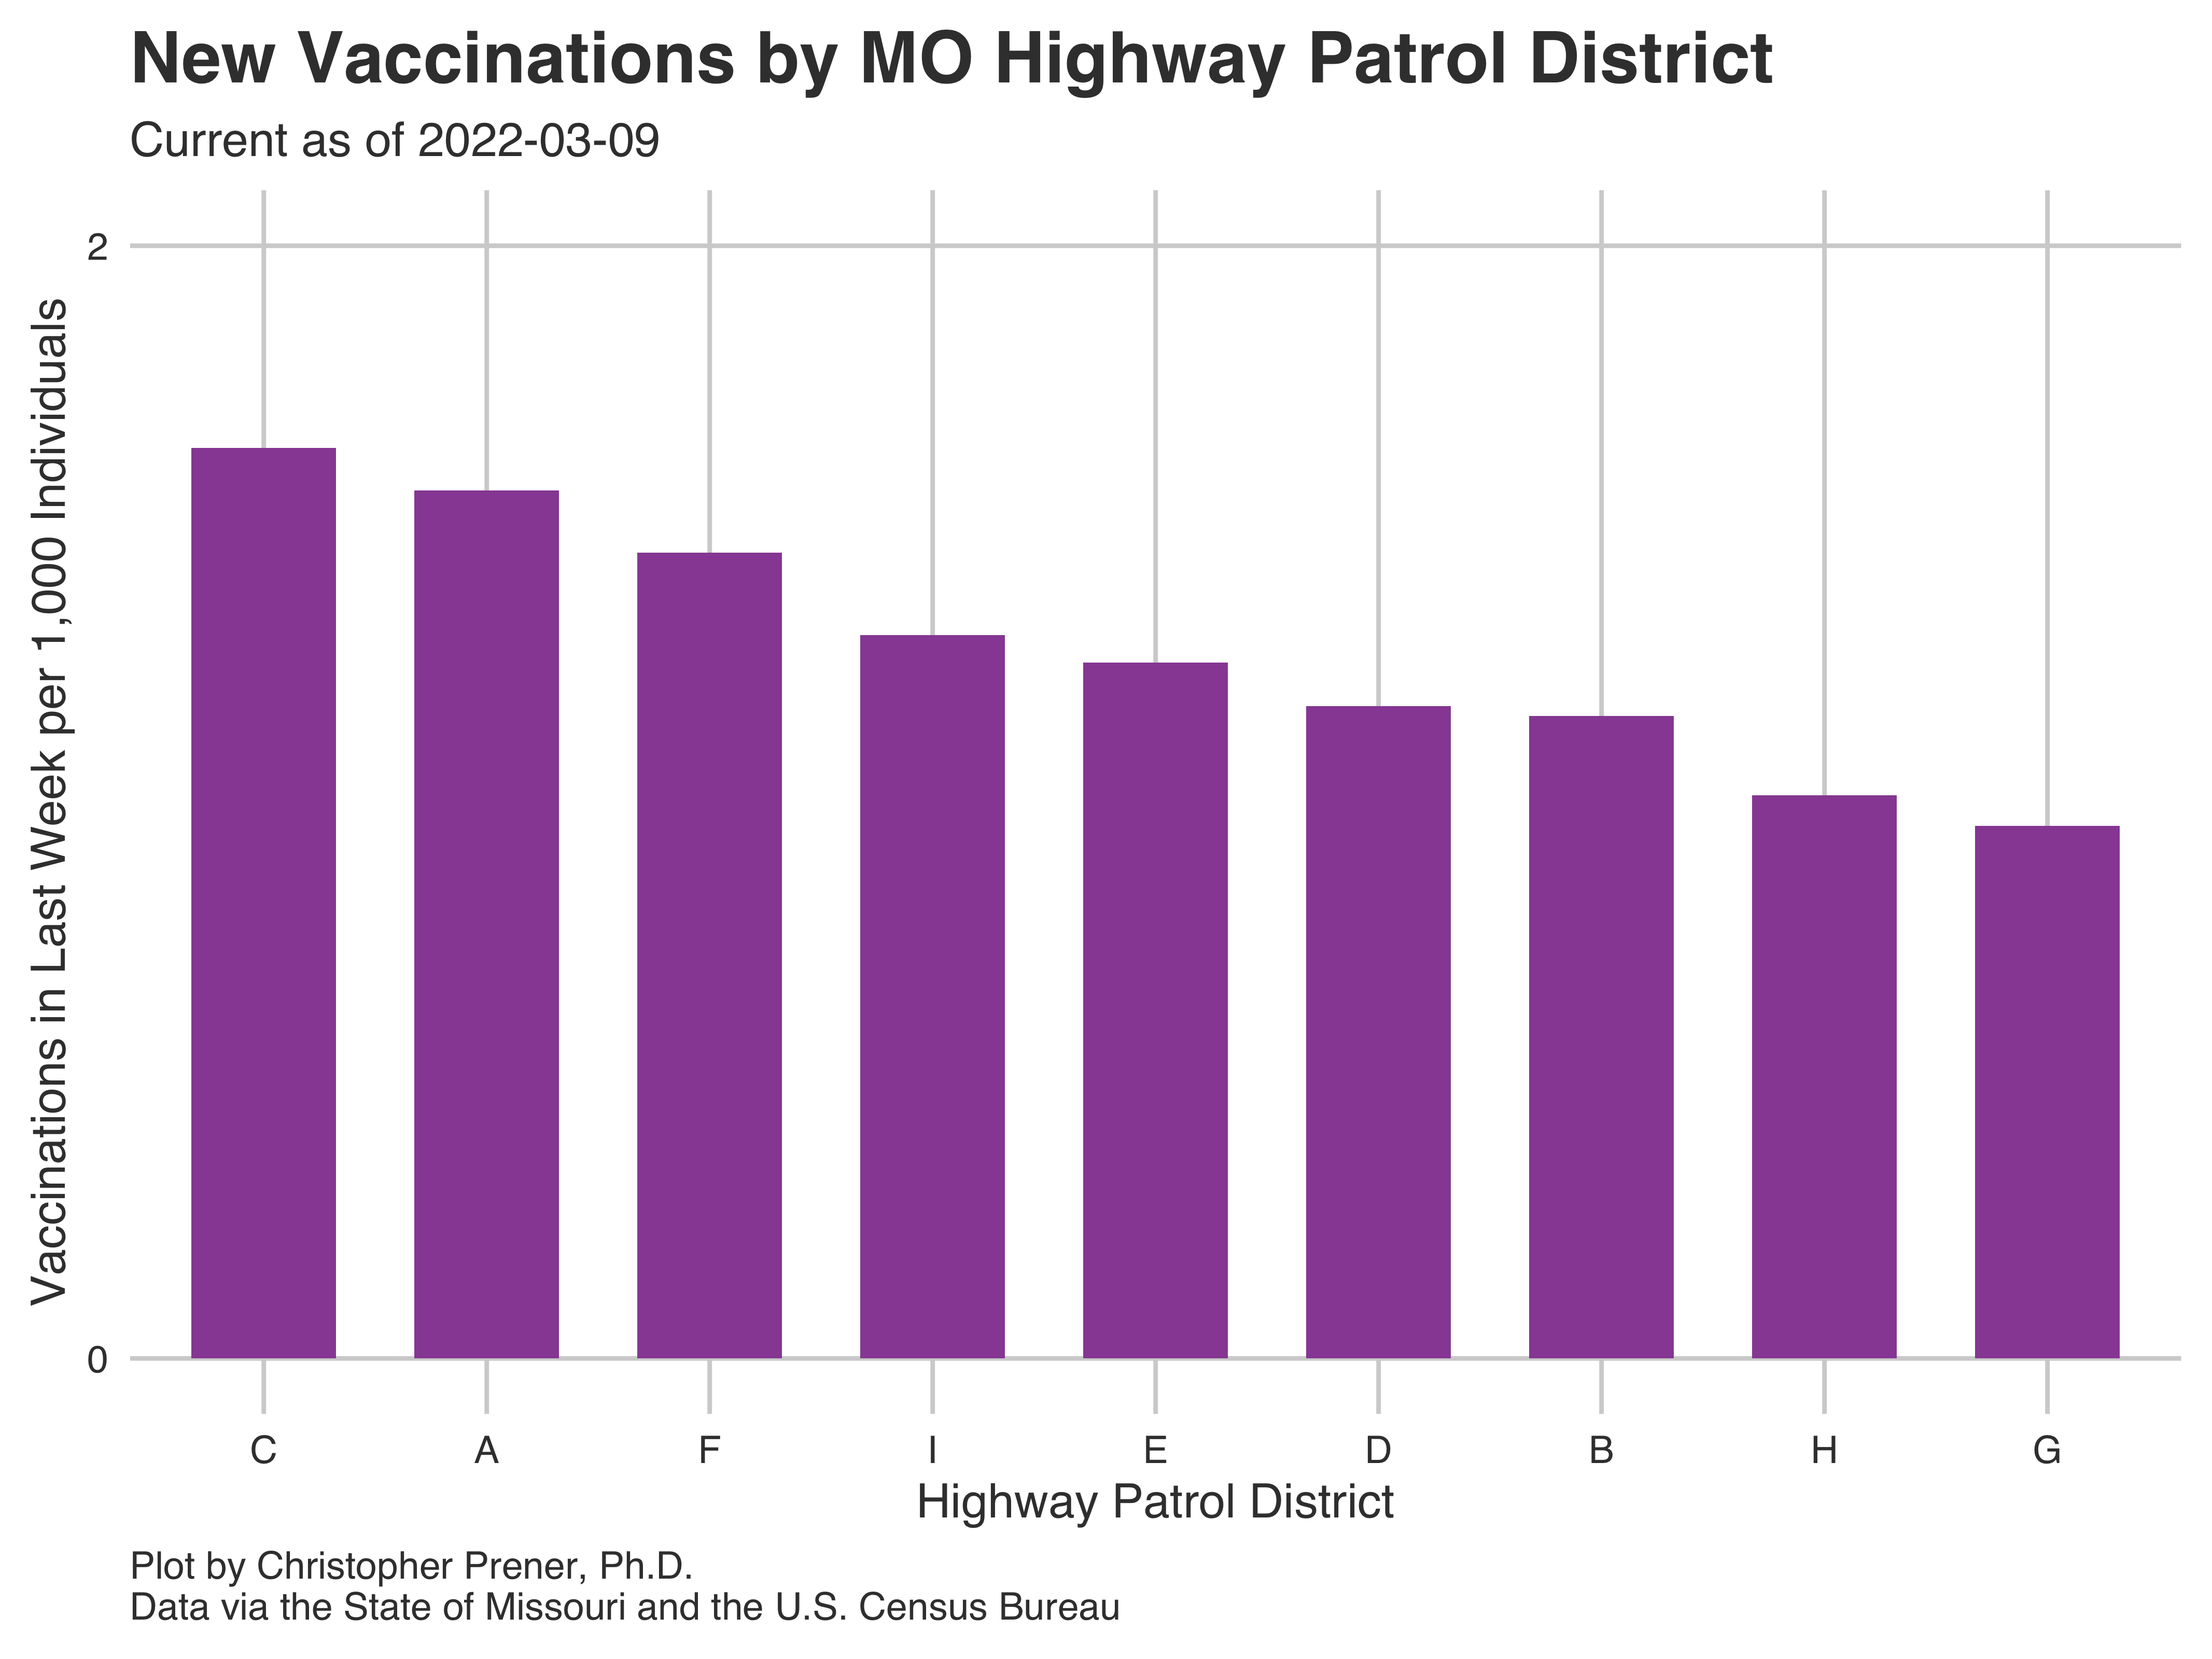 New Vaccinations by MO Highway Patrol District
Current as of 2022-03-09
Vaccinations in Last Week per 1,000 Individuals
2
0
C A F I E D B H G
Highway Patrol District
Plot by Christopher Prener, Ph.D.
Data via the State of Missouri and the U.S. Census Bureau